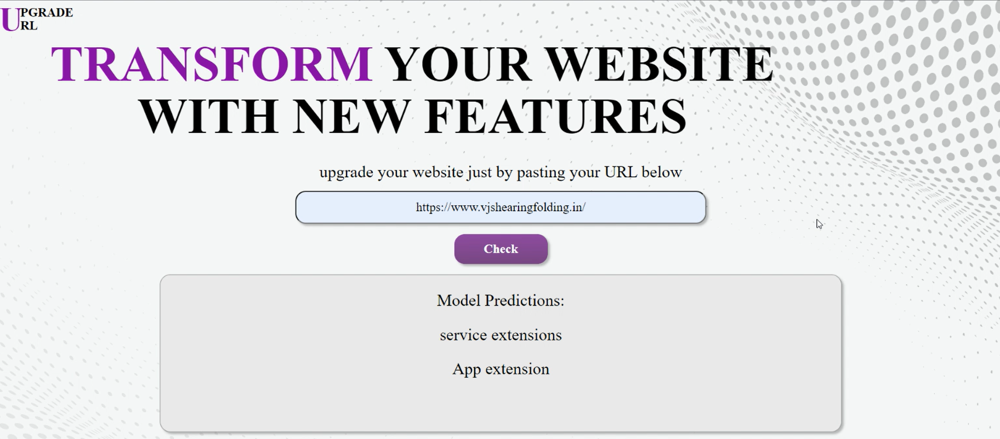 UPGRADE
URL
TRANSFORM YOUR WEBSITE
WITH NEW FEATURES
upgrade your website just by pasting your URL below
https://www.vjshearingfolding.in/
Check
Model Predictions:
service extensions
App extension